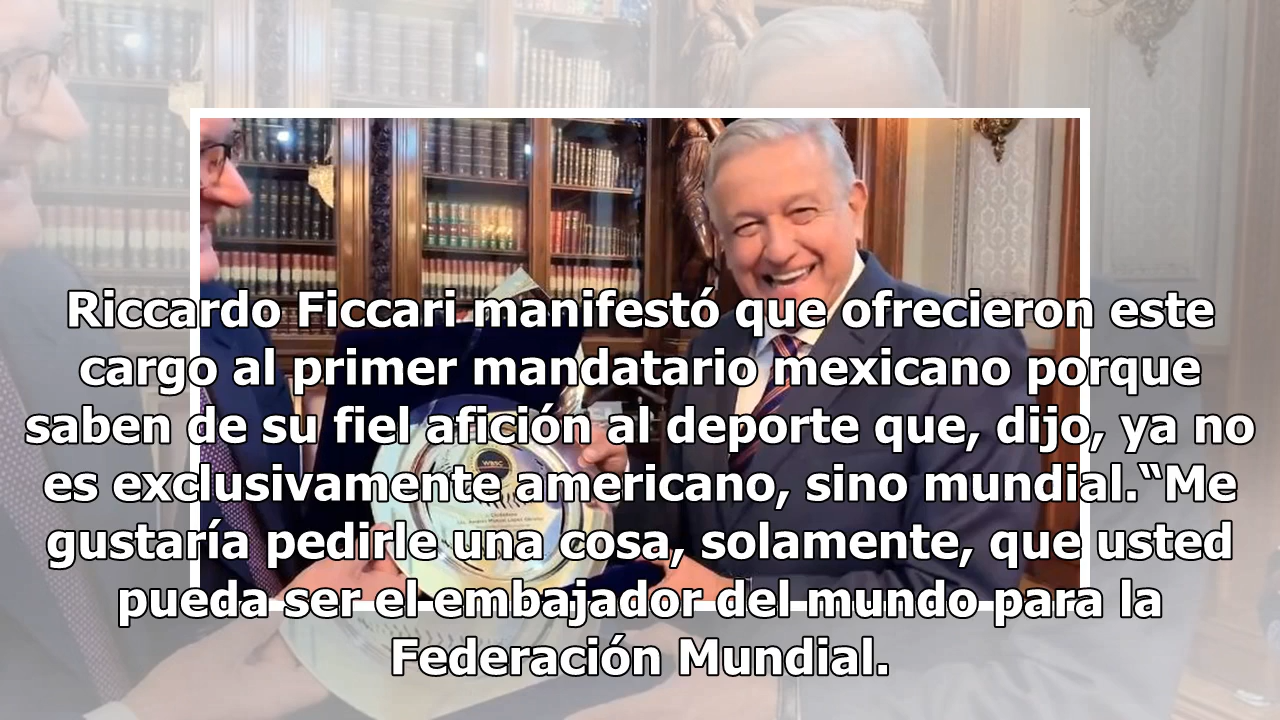 Riccardo Ficcari manifestó que ofrecieron este
cargo al primer mandatario mexicano porque
saben de su fiel afición al deporte que, dijo, ya no
es exclusivamente americano, sino mundial.“Me
gustaría pedirle una cosa, solamente, que usted
pueda ser el embajador del mundo para la
Federación Mundial.
WBSC